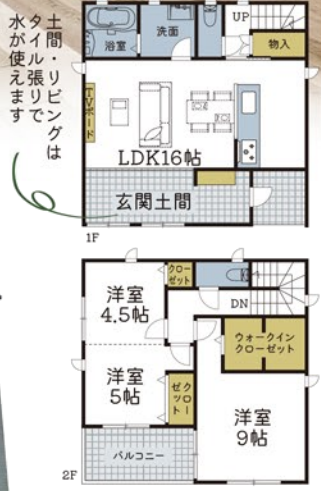 土間・リビングは
タイル張りで
水が使えます
浴室
洗面
UP
物入
TVボード
LDK16帖
玄関土間
1F
クロー
ゼット
洋室
4.5帖
DN
ウォークイン
クローゼット
洋室
5帖
クロー
ゼット
洋室
9帖
バルコニー
2F